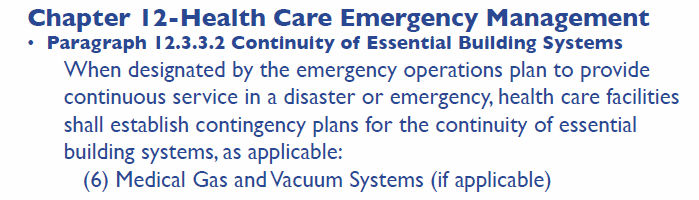 Chapter 12-Health Care Emergency Management
• Paragraph 12.3.3.2 Continuity of Essential Building Systems
When designated by the emergency operations plan to provide
continuous service in a disaster or emergency, health care facilities
shall establish contingency plans for the continuity of essential
building systems, as applicable:
(6) Medical Gas and Vacuum Systems (if applicable)